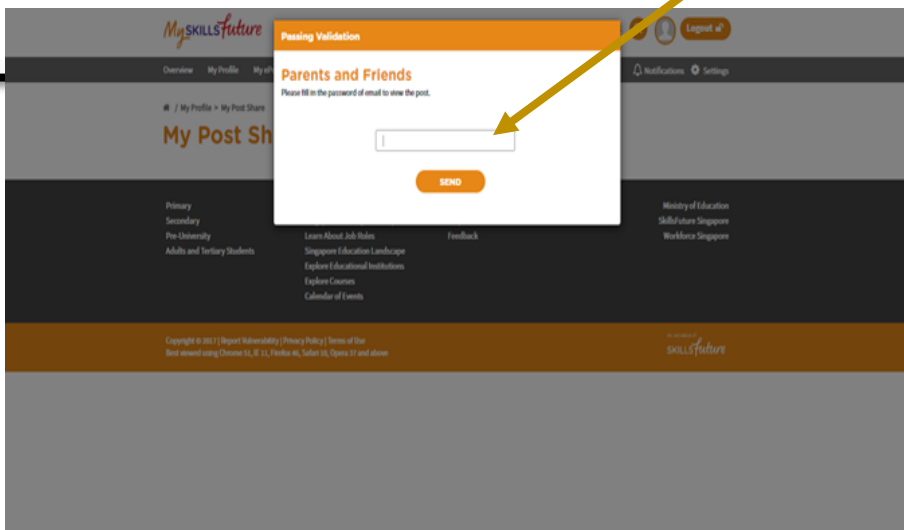 MySKILLSfuture
Passing Validation
Logout
Overview My Profile
Notifications Settings
Parents and Friends
Please fill in the password of email to view the post.
/ My Profile > My Post Share
My Post Sh
SEND
Primary
Secondary
Pre-University
Adults and Tertiary Students
Learn About Job Roles
Singapore Education Landscape
Explore Educational Institutions
Explore Courses
Calendar of Events
Feedback
Ministry of Education
SkillsFuture Singapore
Workforce Singapore
Copyright © 2017 | Report Vulnerability | Privacy Policy | Terms of Use
Best viewed using Chrome 51, IE 11, Firefox 46, Safari 10, Opera 37 and above
SKILLSfuture